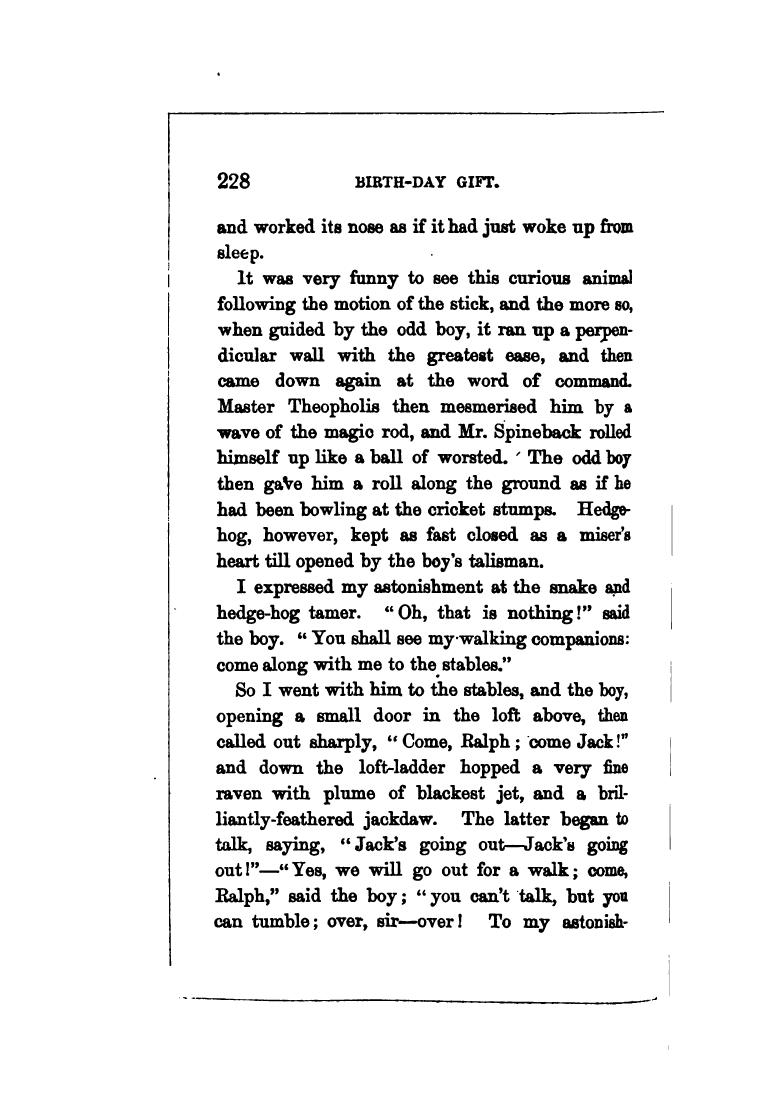 228 BIRTH-DAY GIFT.
and worked its nose as if it had just woke up from
sleep.
It was very funny to see this curious animal
following the motion of the stick, and the more so,
when guided by the odd boy, it ran up a perpen-
dicular wall with the greatest ease, and then
came down again at the word of command.
Master Theopholis then mesmerised him by a
wave of the magic rod, and Mr. Spineback rolled
himself up like a ball of worsted. The odd boy
then gave him a roll along the ground as if he
had been bowling at the cricket stumps. Hedge-
hog, however, kept as fast closed as a miser's
heart till opened by the boy's talisman.
I expressed my astonishment at the snake and
hedge-hog tamer. "Oh, that is nothing!" said
the boy. "You shall see my walking companions:
come along with me to the stables."
So I went with him to the stables, and the boy,
opening a small door in the loft above, then
called out sharply, "Come, Ralph; come Jack!"
and down the loft-ladder hopped a very fine
raven with plume of blackest jet, and a bril-
liantly-feathered jackdaw. The latter began to
talk, saying, "Jack's going out—Jack's going
out!"—"Yes, we will go out for a walk; come,
Ralph," said the boy; "you can't talk, but you
can tumble; over, sir—over! To my astonish-